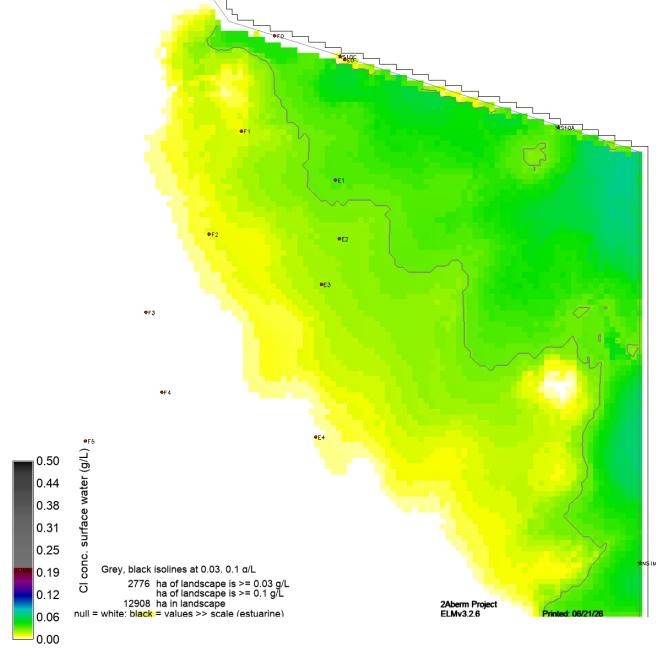 F0
S10C
E0
S10A
F1
E1
F2
E2
E3
F3
F4
E4
F5
Cl conc. surface water (g/L)
0.50
0.44
0.38
0.31
0.25
0.19
0.12
0.06
0.00
Grey, black isolines at 0.03. 0.1 g/L
2776 ha of landscape is >= 0.03 g/L
ha of landscape is >= 0.1 g/L
12908 ha in landscape
null = white: black = values >> scale (estuarine)
2Aberm Project
ELMv3.2.6
Printed: 06/21/26